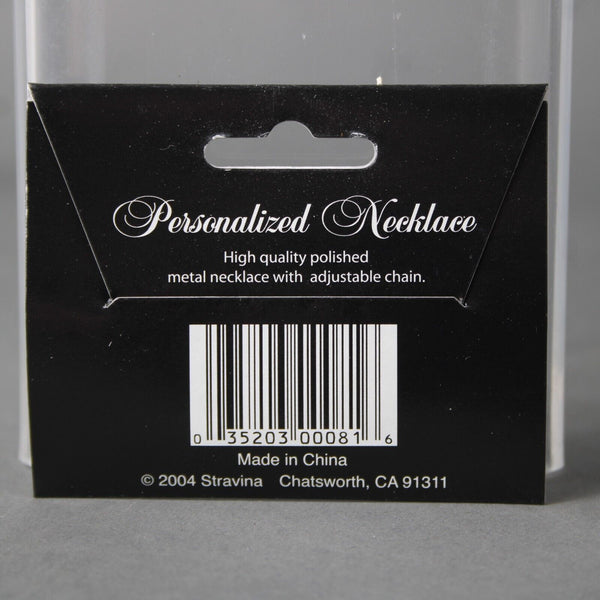 Personalized Necklace
High quality polished
metal necklace with adjustable chain.
0 35203 00081 6
Made in China
© 2004 Stravina Chatsworth, CA 91311